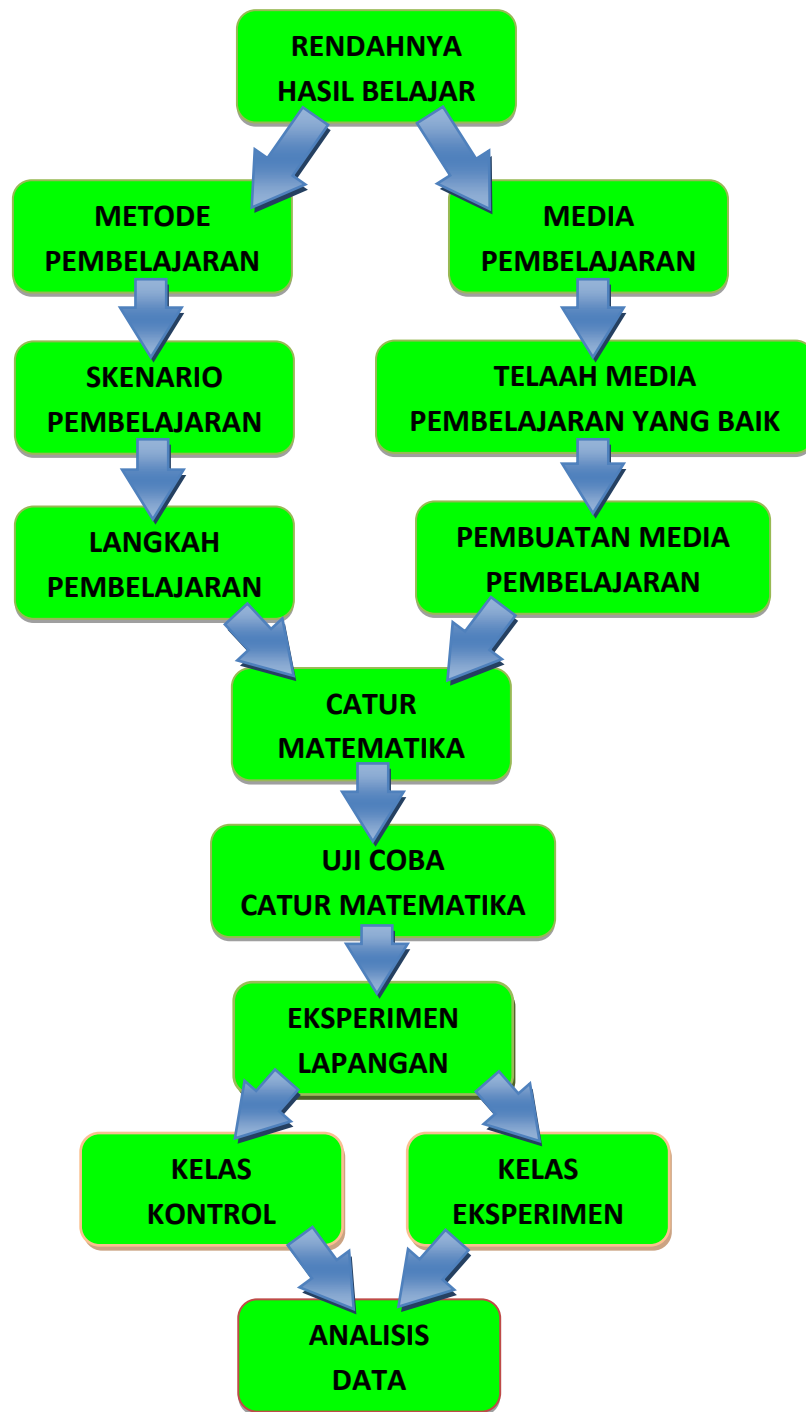 RENDAHNYA
HASIL BELAJAR
METODE
PEMBELAJARAN
MEDIA
PEMBELAJARAN
SKENARIO
PEMBELAJARAN
TELAAH MEDIA
PEMBELAJARAN YANG BAIK
LANGKAH
PEMBELAJARAN
PEMBUATAN MEDIA
PEMBELAJARAN
CATUR
MATEMATIKA
UJI COBA
CATUR MATEMATIKA
EKSPERIMEN
LAPANGAN
KELAS
KONTROL
KELAS
EKSPERIMEN
ANALISIS
DATA